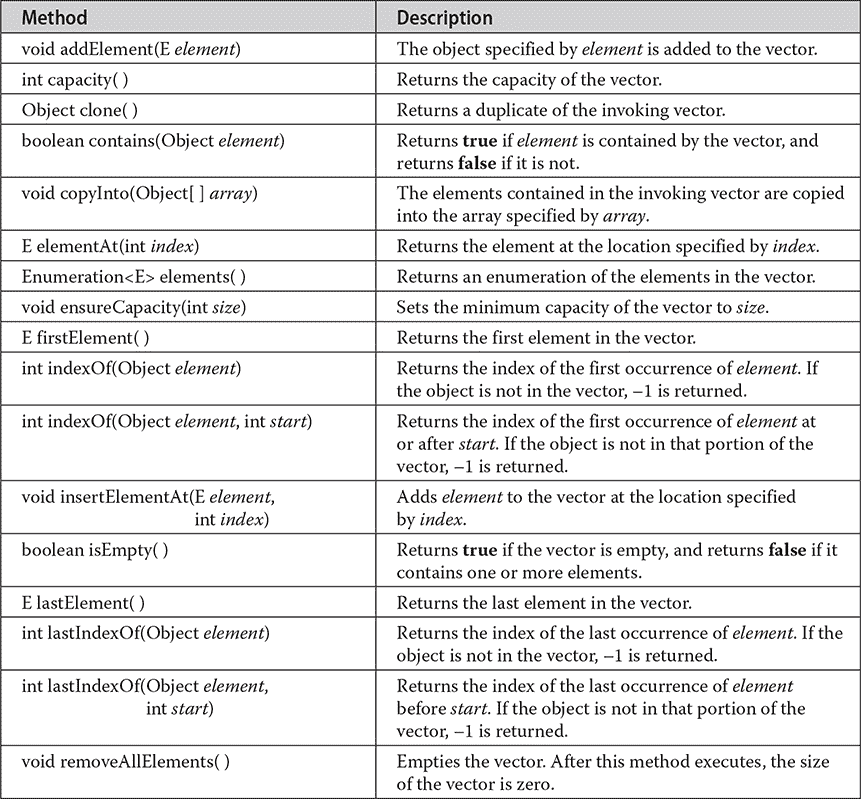 Method Description
void addElement(E element) The object specified by element is added to the vector.
int capacity( ) Returns the capacity of the vector.
Object clone( ) Returns a duplicate of the invoking vector.
boolean contains(Object element) Returns true if element is contained by the vector, and
returns false if it is not.
void copyInto(Object[ ] array) The elements contained in the invoking vector are copied
into the array specified by array.
E elementAt(int index) Returns the element at the location specified by index.
Enumeration<E> elements( ) Returns an enumeration of the elements in the vector.
void ensureCapacity(int size) Sets the minimum capacity of the vector to size.
E firstElement( ) Returns the first element in the vector.
int indexOf(Object element) Returns the index of the first occurrence of element. If
the object is not in the vector, –1 is returned.
int indexOf(Object element, int start) Returns the index of the first occurrence of element at
or after start. If the object is not in that portion of the
vector, –1 is returned.
void insertElementAt(E element, Adds element to the vector at the location specified
int index) by index.
boolean isEmpty( ) Returns true if the vector is empty, and returns false if it
contains one or more elements.
E lastElement( ) Returns the last element in the vector.
int lastIndexOf(Object element) Returns the index of the last occurrence of element. If the
object is not in the vector, –1 is returned.
int lastIndexOf(Object element, Returns the index of the last occurrence of element
int start) before start. If the object is not in that portion of the
vector, –1 is returned.
void removeAllElements( ) Empties the vector. After this method executes, the size
of the vector is zero.